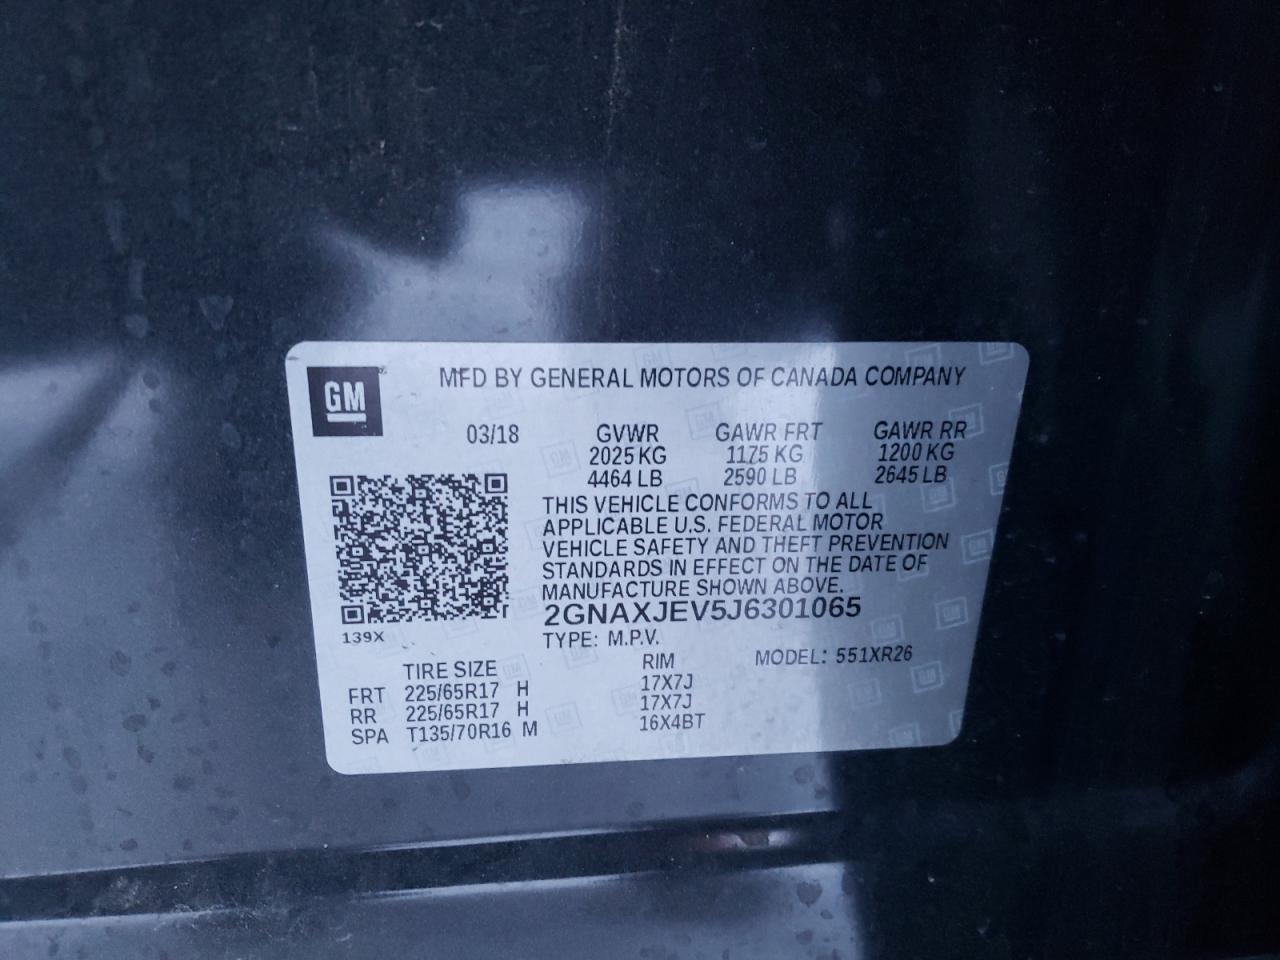 GM
MFD BY GENERAL MOTORS OF CANADA COMPANY
03/18 GVWR GAWR FRT GAWR RR
2025 KG 1175 KG 1200 KG
4464 LB 2590 LB 2645 LB
THIS VEHICLE CONFORMS TO ALL
APPLICABLE U.S. FEDERAL MOTOR
VEHICLE SAFETY AND THEFT PREVENTION
STANDARDS IN EFFECT ON THE DATE OF
MANUFACTURE SHOWN ABOVE.
2GNAXJEV5J6301065
139X
TYPE: M.P.V.
MODEL: 551XR26
TIRE SIZE RIM
FRT 225/65R17 H 17X7J
RR 225/65R17 H 17X7J
SPA T135/70R16 M 16X4BT